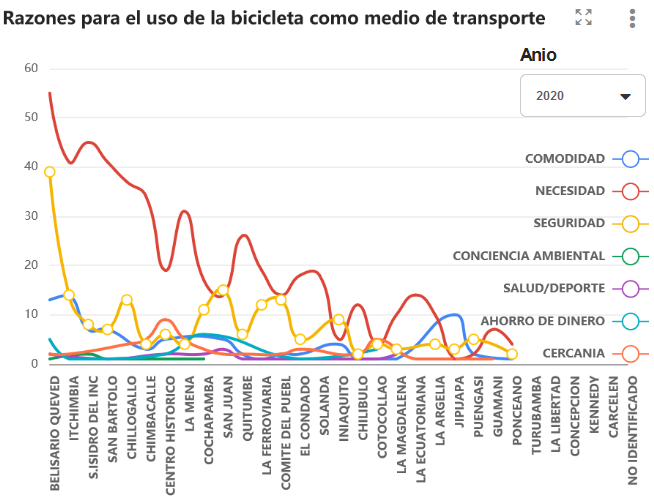 Razones para el uso de la bicicleta como medio de transporte
Anio
2020
60
50
40
30
20
10
0
COMODIDAD
NECESIDAD
SEGURIDAD
CONCIENCIA AMBIENTAL
SALUD/DEPORTE
AHORRO DE DINERO
CERCANIA
BELISARIO QUEVED
ITCHIMBIA
S.ISIDRO DEL INC
SAN BARTOLO
CHILLOGALLO
CHIMBACALLE
CENTRO HISTORICO
LA MENA
COCHAPAMBA
SAN JUAN
QUITUMBE
LA FERROVIARIA
COMITE DEL PUEBL
EL CONDADO
SOLANDA
INIAQUITO
CHILIBULO
COTOCOLLAO
LA MAGDALENA
LA ECUATORIANA
LA ARGELIA
JIPIJAPA
PUENGASI
GUAMANI
PONCEANO
TURUBAMBA
LA LIBERTAD
CONCEPCION
KENNEDY
CARCELEN
NO IDENTIFICADO